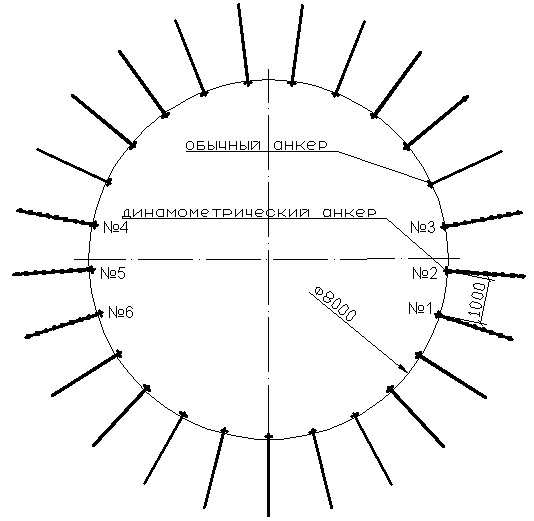 обычный анкер
динамометрический анкер
№4
№3
№5
№2
1000
Ф8000
№6
№1